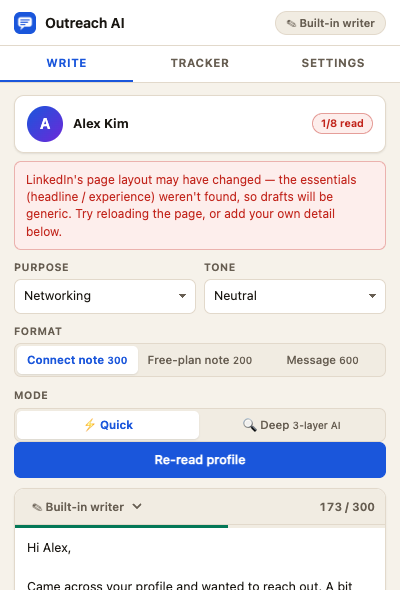 Outreach AI
✎ Built-in writer
WRITE
TRACKER
SETTINGS
A
Alex Kim
1/8 read
LinkedIn's page layout may have changed — the essentials
(headline / experience) weren't found, so drafts will be
generic. Try reloading the page, or add your own detail
below.
PURPOSE
TONE
Networking
Neutral
FORMAT
Connect note 300
Free-plan note 200
Message 600
MODE
⚡ Quick
🔍 Deep 3-layer AI
Re-read profile
✎ Built-in writer
173 / 300
Hi Alex,
Came across your profile and wanted to reach out. A bit